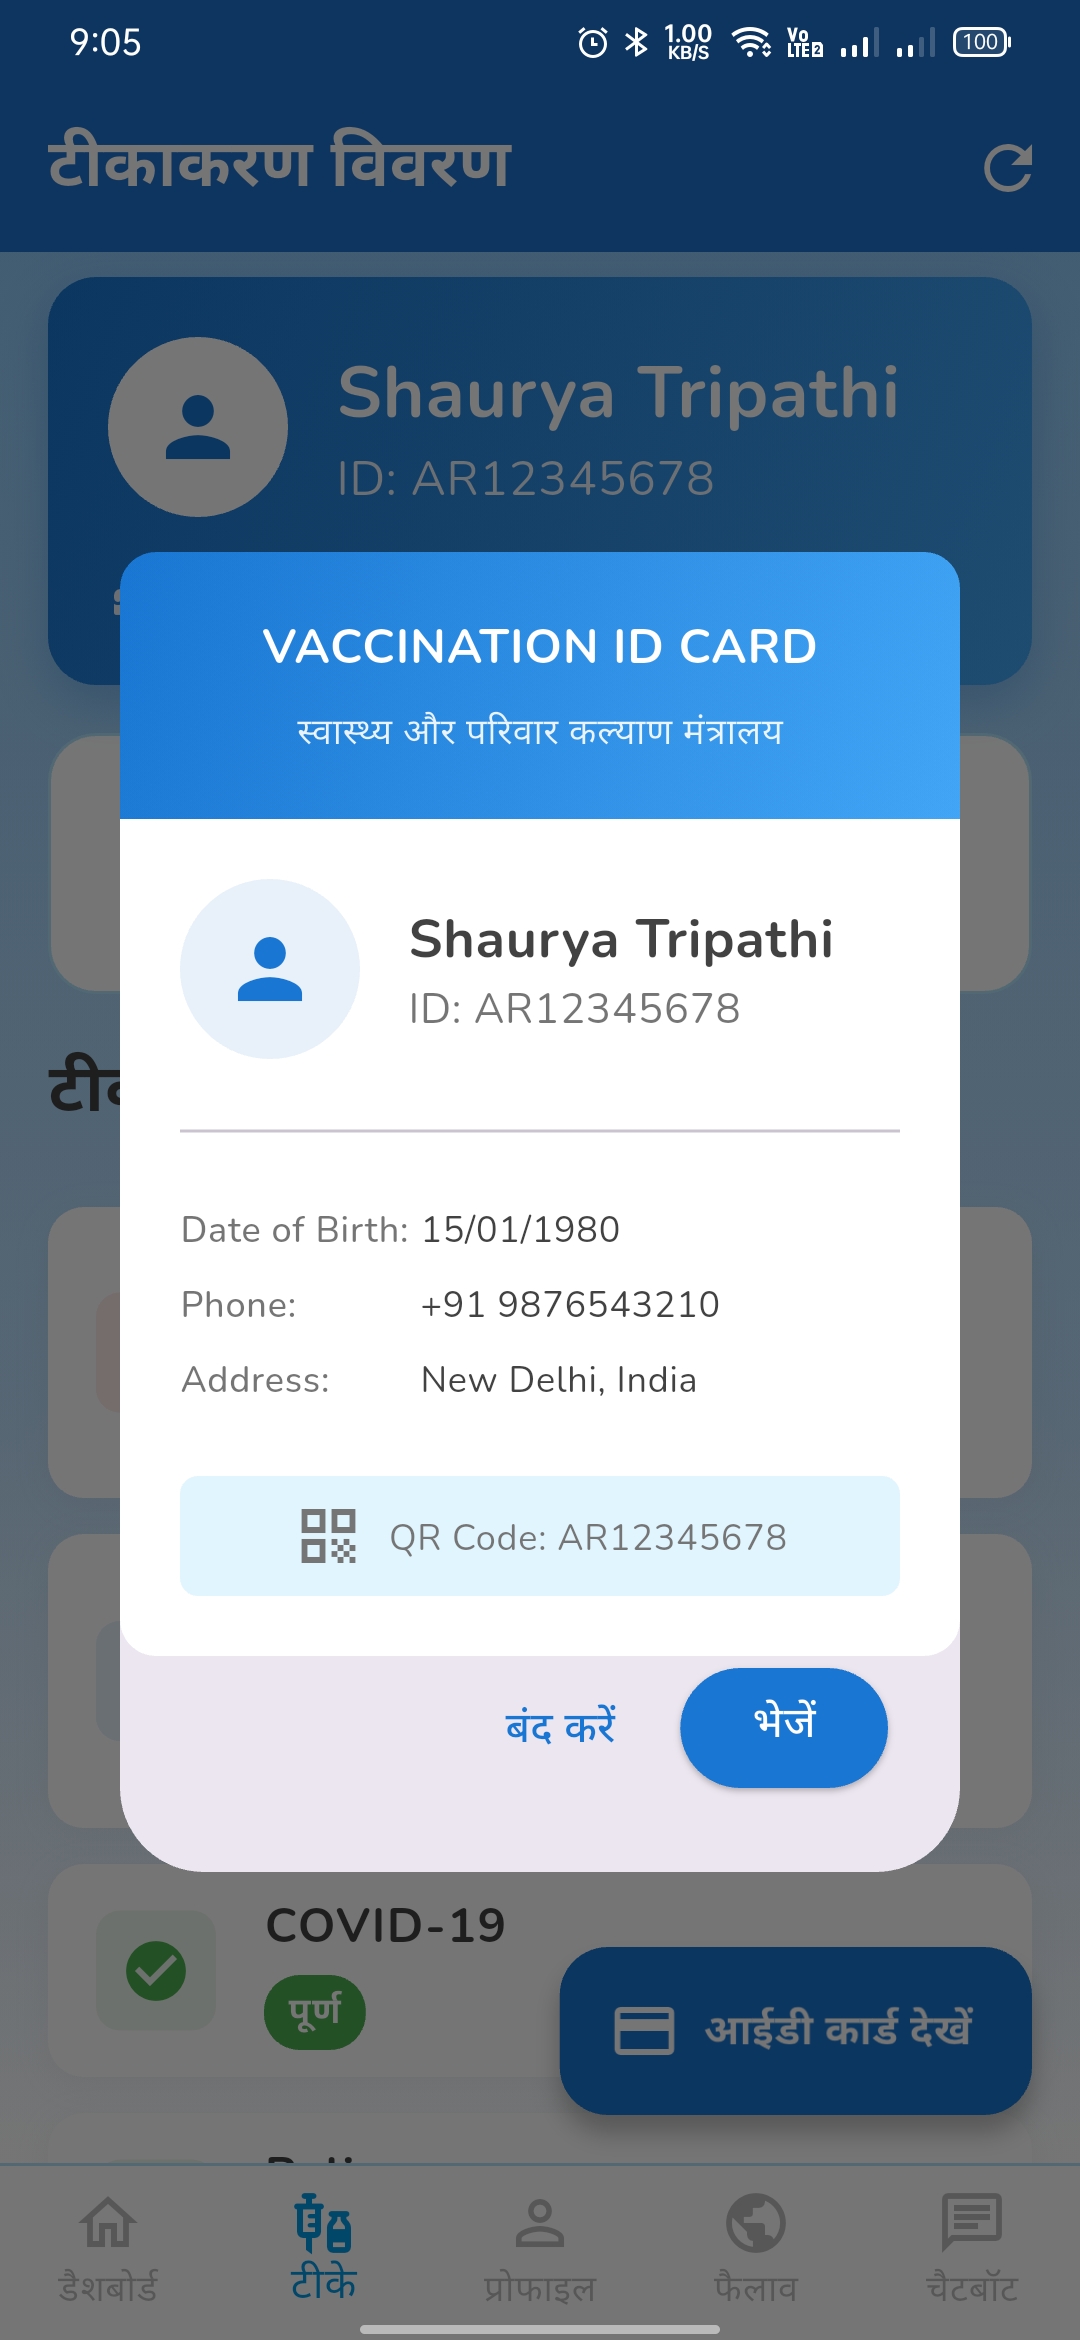 9:05
1.00
KB/S
Vo
LTE 2
100
टीकाकरण विवरण
Shaurya Tripathi
ID: AR12345678
VACCINATION ID CARD
स्वास्थ्य और परिवार कल्याण मंत्रालय
Shaurya Tripathi
ID: AR12345678
Date of Birth: 15/01/1980
Phone: +91 9876543210
Address: New Delhi, India
QR Code: AR12345678
बंद करें
भेजें
COVID-19
पूर्ण
आईडी कार्ड देखें
डैशबोर्ड
टीके
प्रोफाइल
फैलाव
चैटबॉट